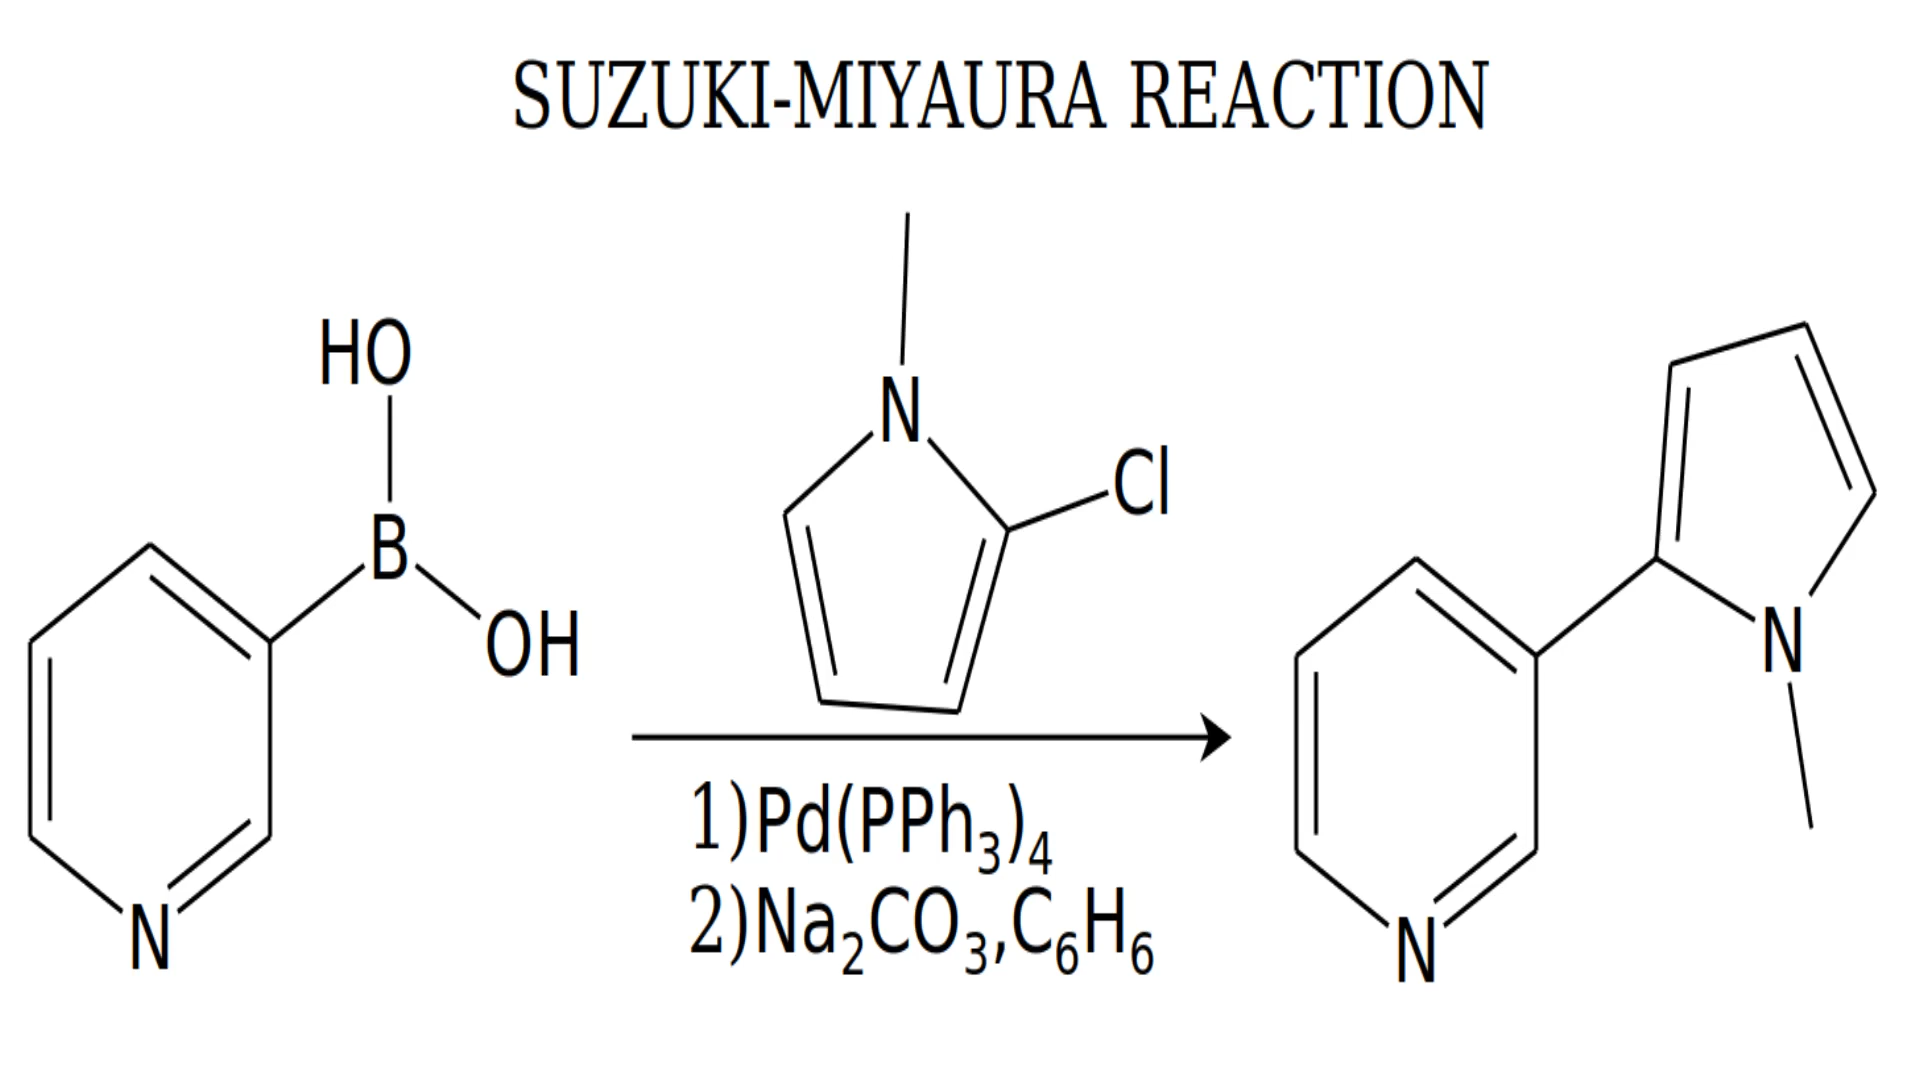 SUZUKI-MIYAURA REACTION
HO
B
OH
N
N
Cl
1)Pd(PPh₃)₄
2)Na₂CO₃,C₆H₆
N
N